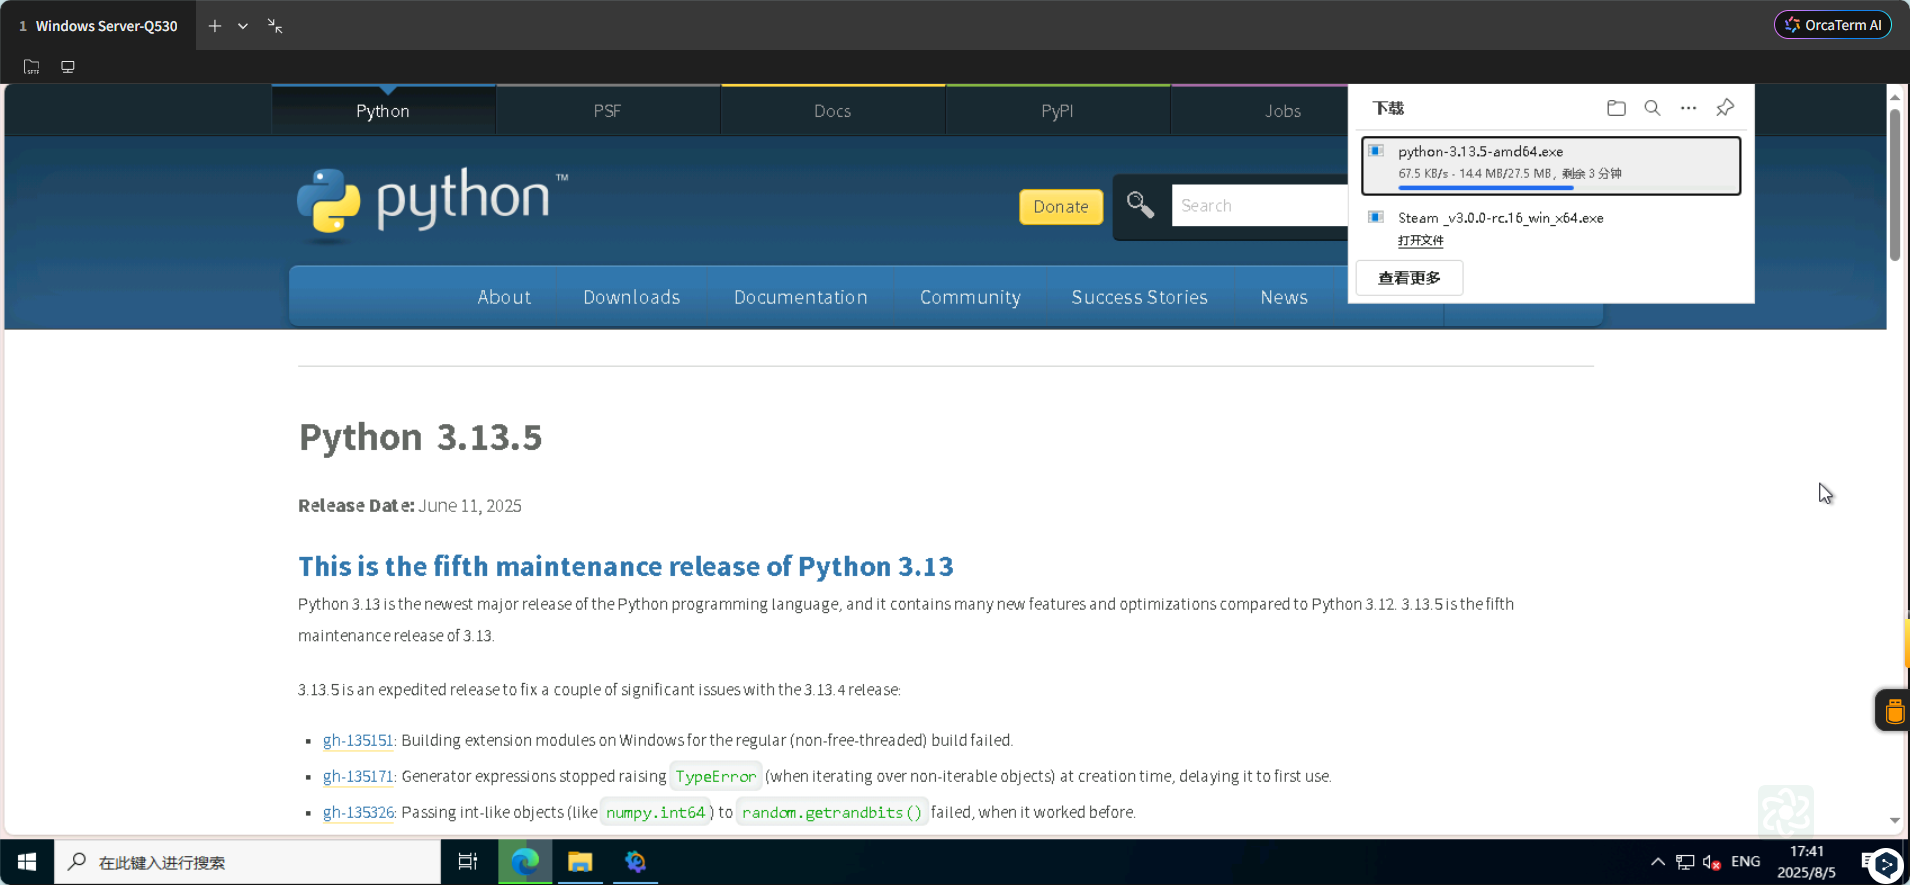 1 Windows Server-Q530
OrcaTerm AI
SFTP
Python
PSF
Docs
PyPI
Jobs
下载
python-3.13.5-amd64.exe
67.5 KB/s - 14.4 MB/27.5 MB，剩余 3 分钟
Steam _v3.0.0-rc.16_win_x64.exe
打开文件
查看更多
python™
Donate
Search
About
Downloads
Documentation
Community
Success Stories
News
Python 3.13.5
Release Date: June 11, 2025
This is the fifth maintenance release of Python 3.13
Python 3.13 is the newest major release of the Python programming language, and it contains many new features and optimizations compared to Python 3.12. 3.13.5 is the fifth
maintenance release of 3.13.
3.13.5 is an expedited release to fix a couple of significant issues with the 3.13.4 release:
gh-135151: Building extension modules on Windows for the regular (non-free-threaded) build failed.
gh-135171: Generator expressions stopped raising TypeError (when iterating over non-iterable objects) at creation time, delaying it to first use.
gh-135326: Passing int-like objects (like numpy.int64) to random.getrandbits() failed, when it worked before.
在此键入进行搜索
ENG
17:41
2025/8/5